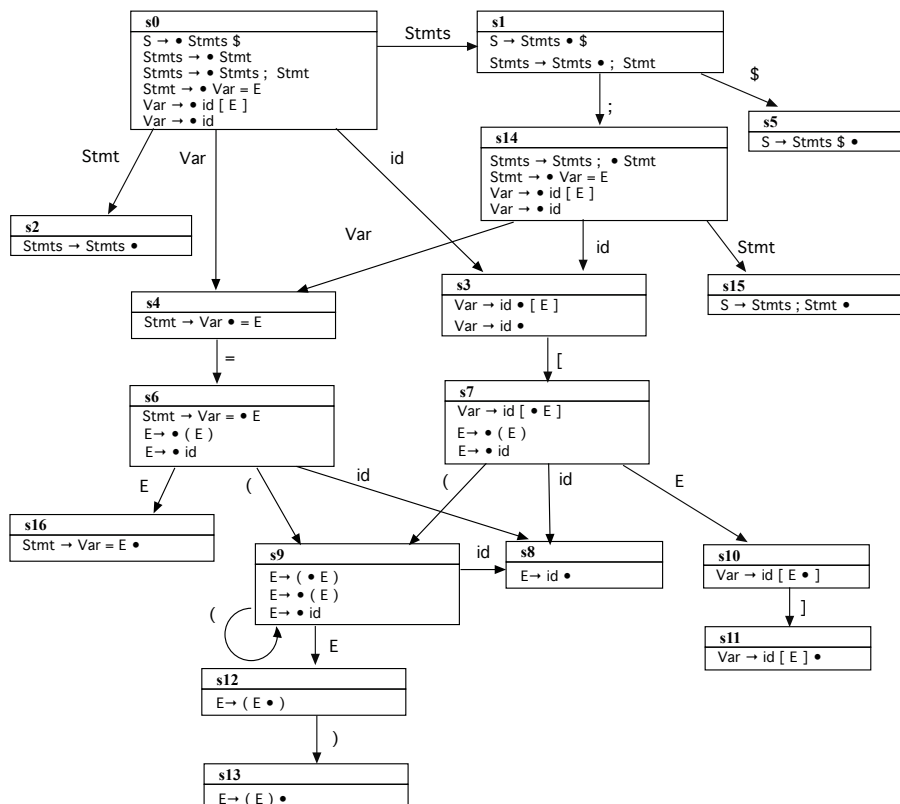 s0
S → • Stmts $
Stmts → • Stmt
Stmts → • Stmts ; Stmt
Stmt → • Var = E
Var → • id [ E ]
Var → • id
Stmts
s1
S → Stmts • $
Stmts → Stmts • ; Stmt
$
;
s5
S → Stmts $ •
s14
Stmts → Stmts ; • Stmt
Stmt → • Var = E
Var → • id [ E ]
Var → • id
Stmt
Var
id
s2
Stmts → Stmts •
Var
id
Stmt
s4
Stmt → Var • = E
s3
Var → id • [ E ]
Var → id •
s15
S → Stmts ; Stmt •
=
[
s6
Stmt → Var = • E
E→ • ( E )
E→ • id
s7
Var → id [ • E ]
E→ • ( E )
E→ • id
E
(
id
(
id
E
s16
Stmt → Var = E •
s9
E→ ( • E )
E→ • ( E )
E→ • id
id
s8
E→ id •
s10
Var → id [ E • ]
]
s11
Var → id [ E ] •
(
E
s12
E→ ( E • )
)
s13
E→ ( E ) •